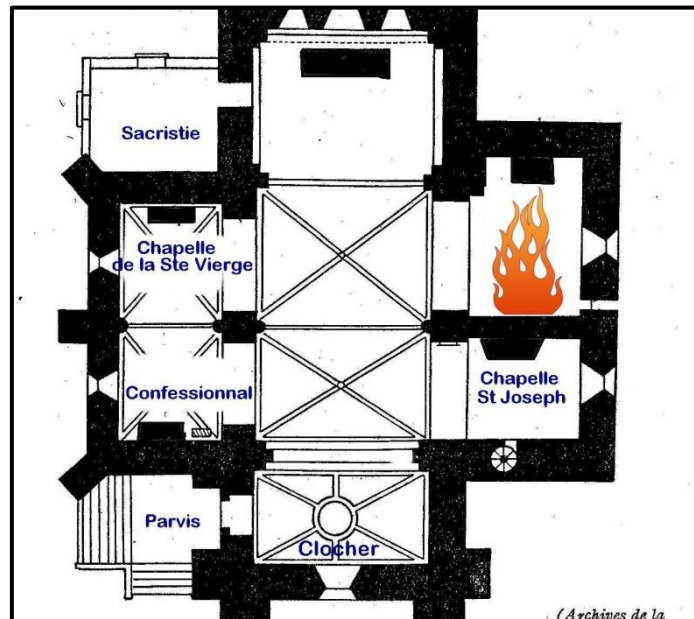 Sacristie
Chapelle
de la Ste Vierge
Confessionnal
Chapelle
St Joseph
Parvis
Clocher
(Archives de la